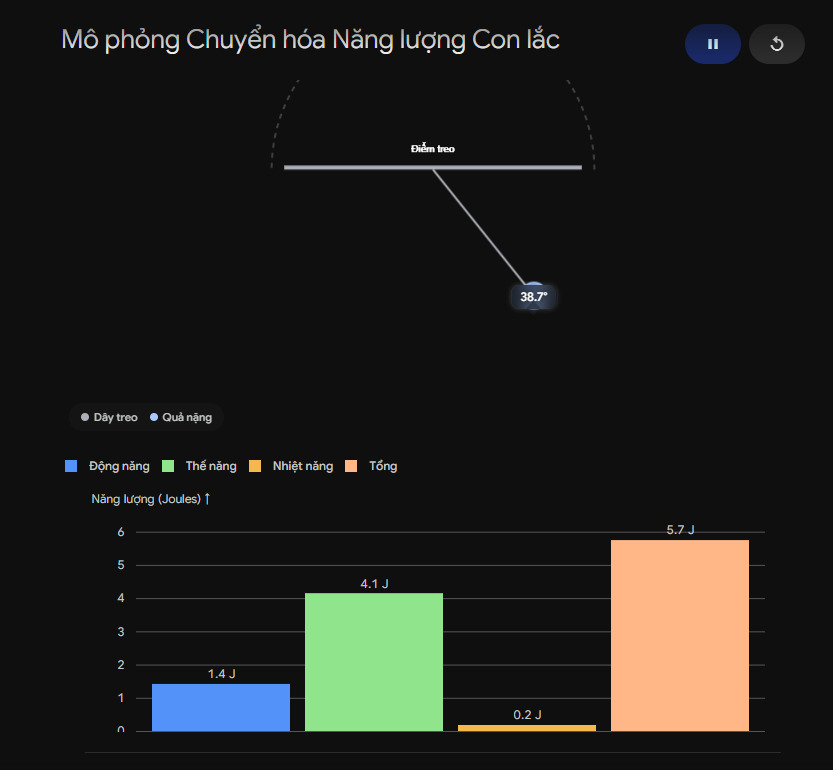 Mô phỏng Chuyển hóa Năng lượng Con lắc
Điểm treo
38.7°
Dây treo Quả nặng
Động năng Thế năng Nhiệt năng Tổng
Năng lượng (Joules) ↑
6
5
4
3
2
1
0
1.4 J
4.1 J
0.2 J
5.7 J